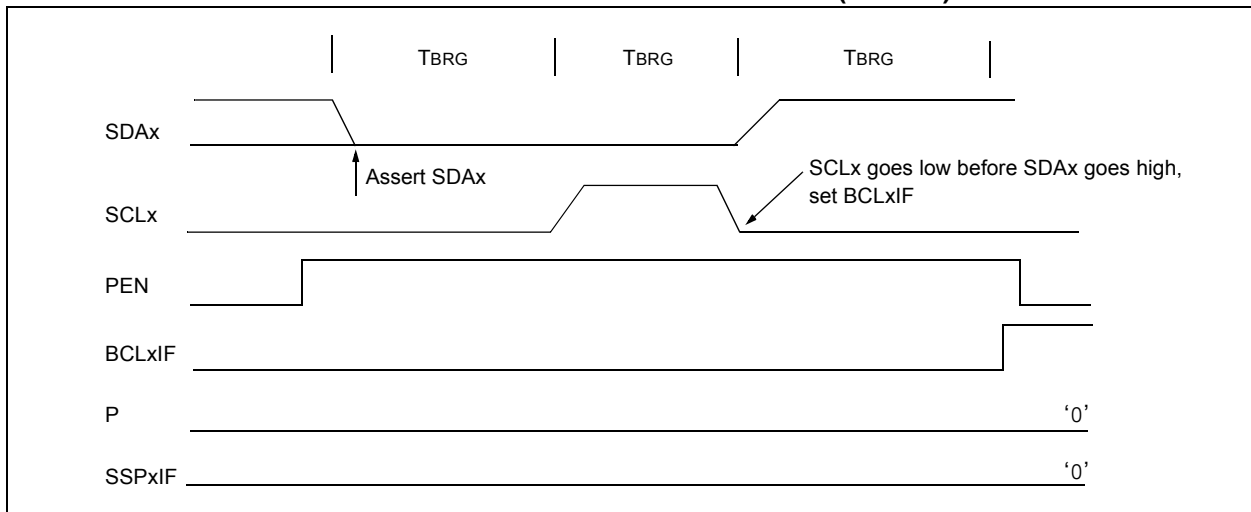 TBRG TBRG TBRG
SDAx
Assert SDAx
SCLx goes low before SDAx goes high,
set BCLxIF
SCLx
PEN
BCLxIF
P '0'
SSPxIF '0'